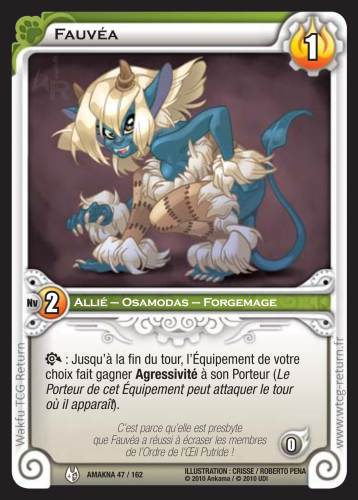 Fauvéa
1
Nv 2
Allié – Osamodas – Forgemage
: Jusqu'à la fin du tour, l'Équipement de votre
choix fait gagner Agressivité à son Porteur (Le
Porteur de cet Équipement peut attaquer le tour
où il apparaît).
C'est parce qu'elle est presbyte
que Fauvéa a réussi à écraser les membres
de l'Ordre de l'Œil Putride !
0
AMAKNA 47 / 162
ILLUSTRATION : CRISSE / ROBERTO PENA
© 2010 Ankama / © 2010 UDI
Wakfu TCG Return
www.wtcg-return.fr